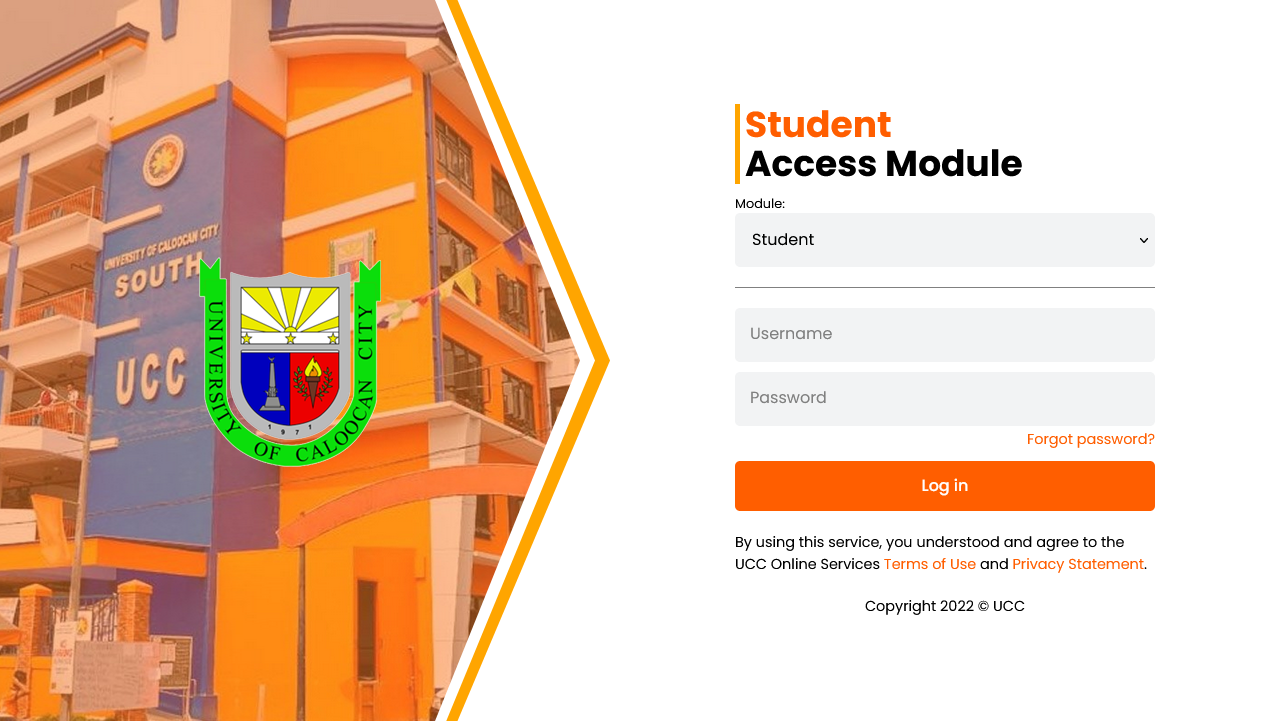 UNIVERSITY OF CALOOCAN CITY
SOUTH
UCC
UNIVERSITY OF CALOOCAN CITY
1971
Student
Access Module
Module:
Student
Username
Password
Forgot password?
Log in
By using this service, you understood and agree to the
UCC Online Services Terms of Use and Privacy Statement.
Copyright 2022 © UCC